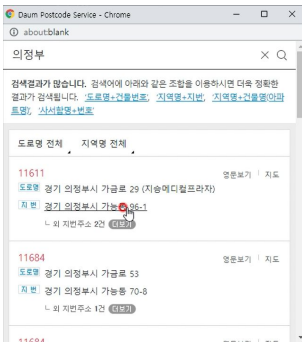 Daum Postcode Service - Chrome
about:blank
의정부
검색결과가 많습니다. 검색어에 아래와 같은 조합을 이용하시면 더욱 정확한
결과가 검색됩니다. '도로명+건물번호', '지역명+지번', '지역명+건물명(아파
트명)', '사서함명+번호'
도로명 전체 지역명 전체
11611 영문보기 지도
도로명 경기 의정부시 가금로 29 (지승메디컬프라자)
지번 경기 의정부시 가능동 96-1
ㄴ 외 지번주소 2건 더보기
11684 영문보기 지도
도로명 경기 의정부시 가금로 53
지번 경기 의정부시 가능동 70-8
ㄴ 외 지번주소 1건 더보기
11684